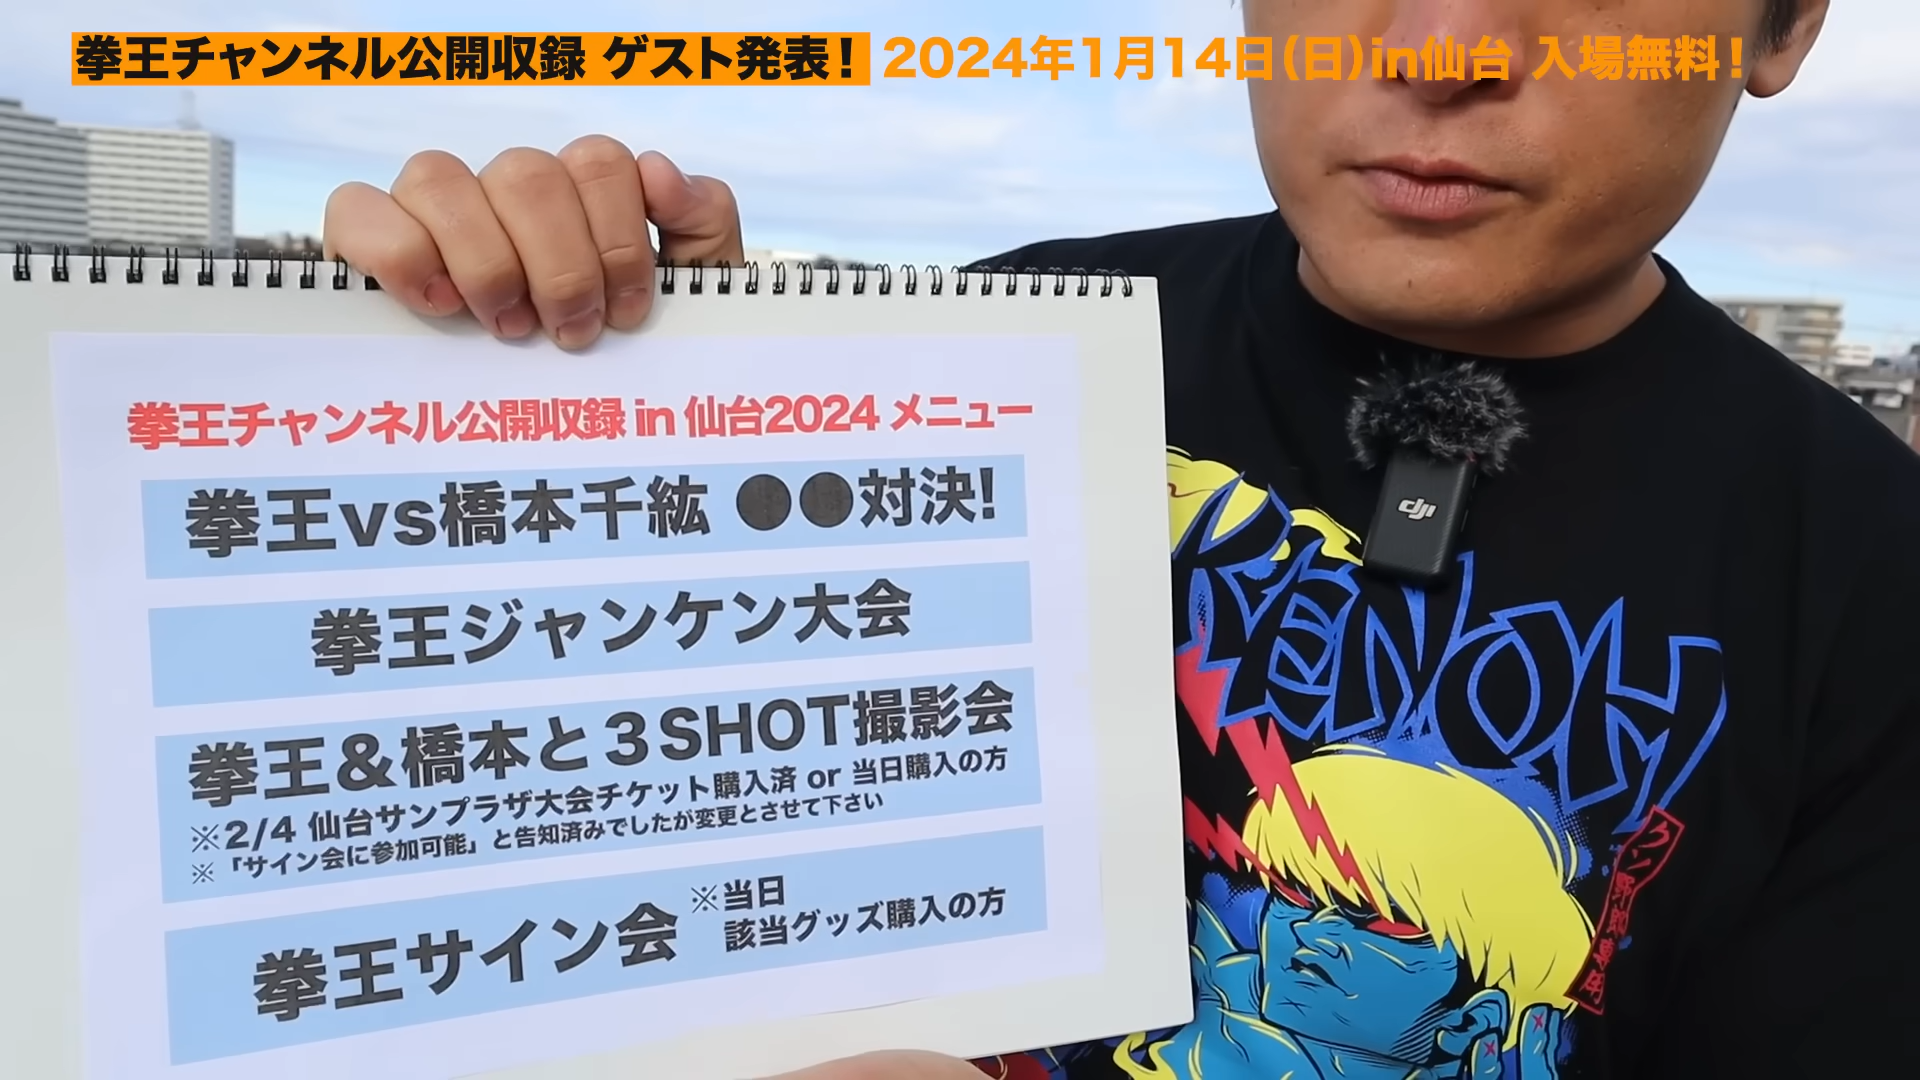 拳王チャンネル公開収録 ゲスト発表！ 2024年1月14日(日)in仙台 入場無料！
拳王チャンネル公開収録 in 仙台2024 メニュー
拳王vs橋本千紘 ●●対決!
拳王ジャンケン大会
拳王&橋本と3SHOT撮影会
※2/4 仙台サンプラザ大会チケット購入済 or 当日購入の方
※「サイン会に参加可能」と告知済みでしたが変更とさせて下さい
拳王サイン会 ※当日
該当グッズ購入の方
dji
KENOH
クソ野郎専用